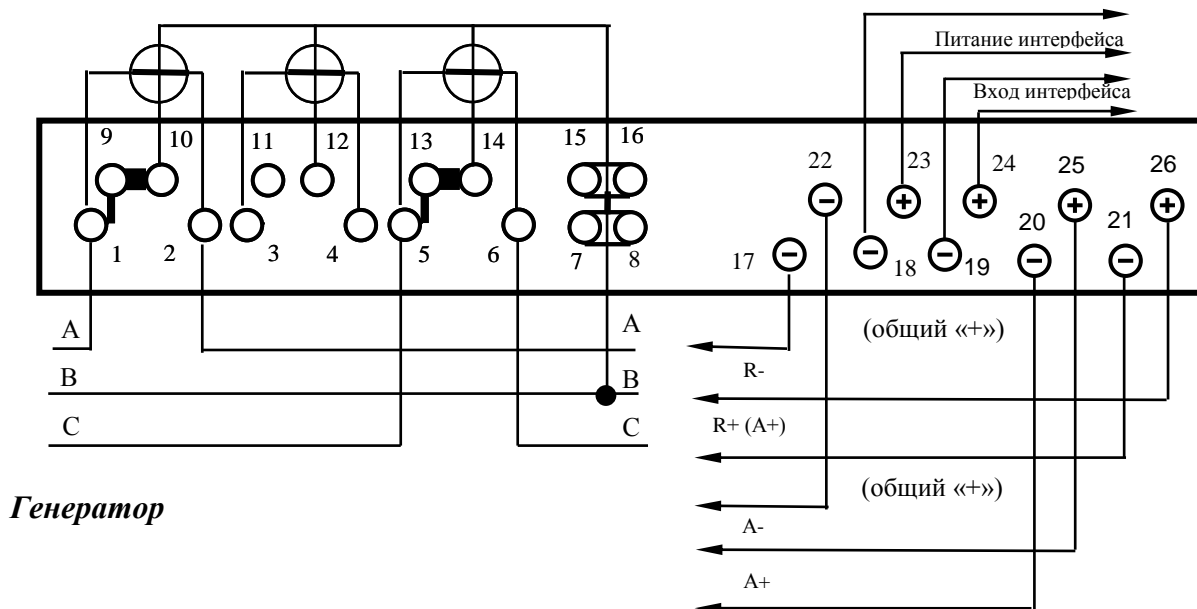 Питание интерфейса
Вход интерфейса
9 10 11 12 13 14 15 16
22 23 24 25 26
1 2 3 4 5 6 7 8
17 18 19 20 21
A A
B B
C C
(общий «+»)
R-
R+ (A+)
(общий «+»)
A-
A+
Генератор